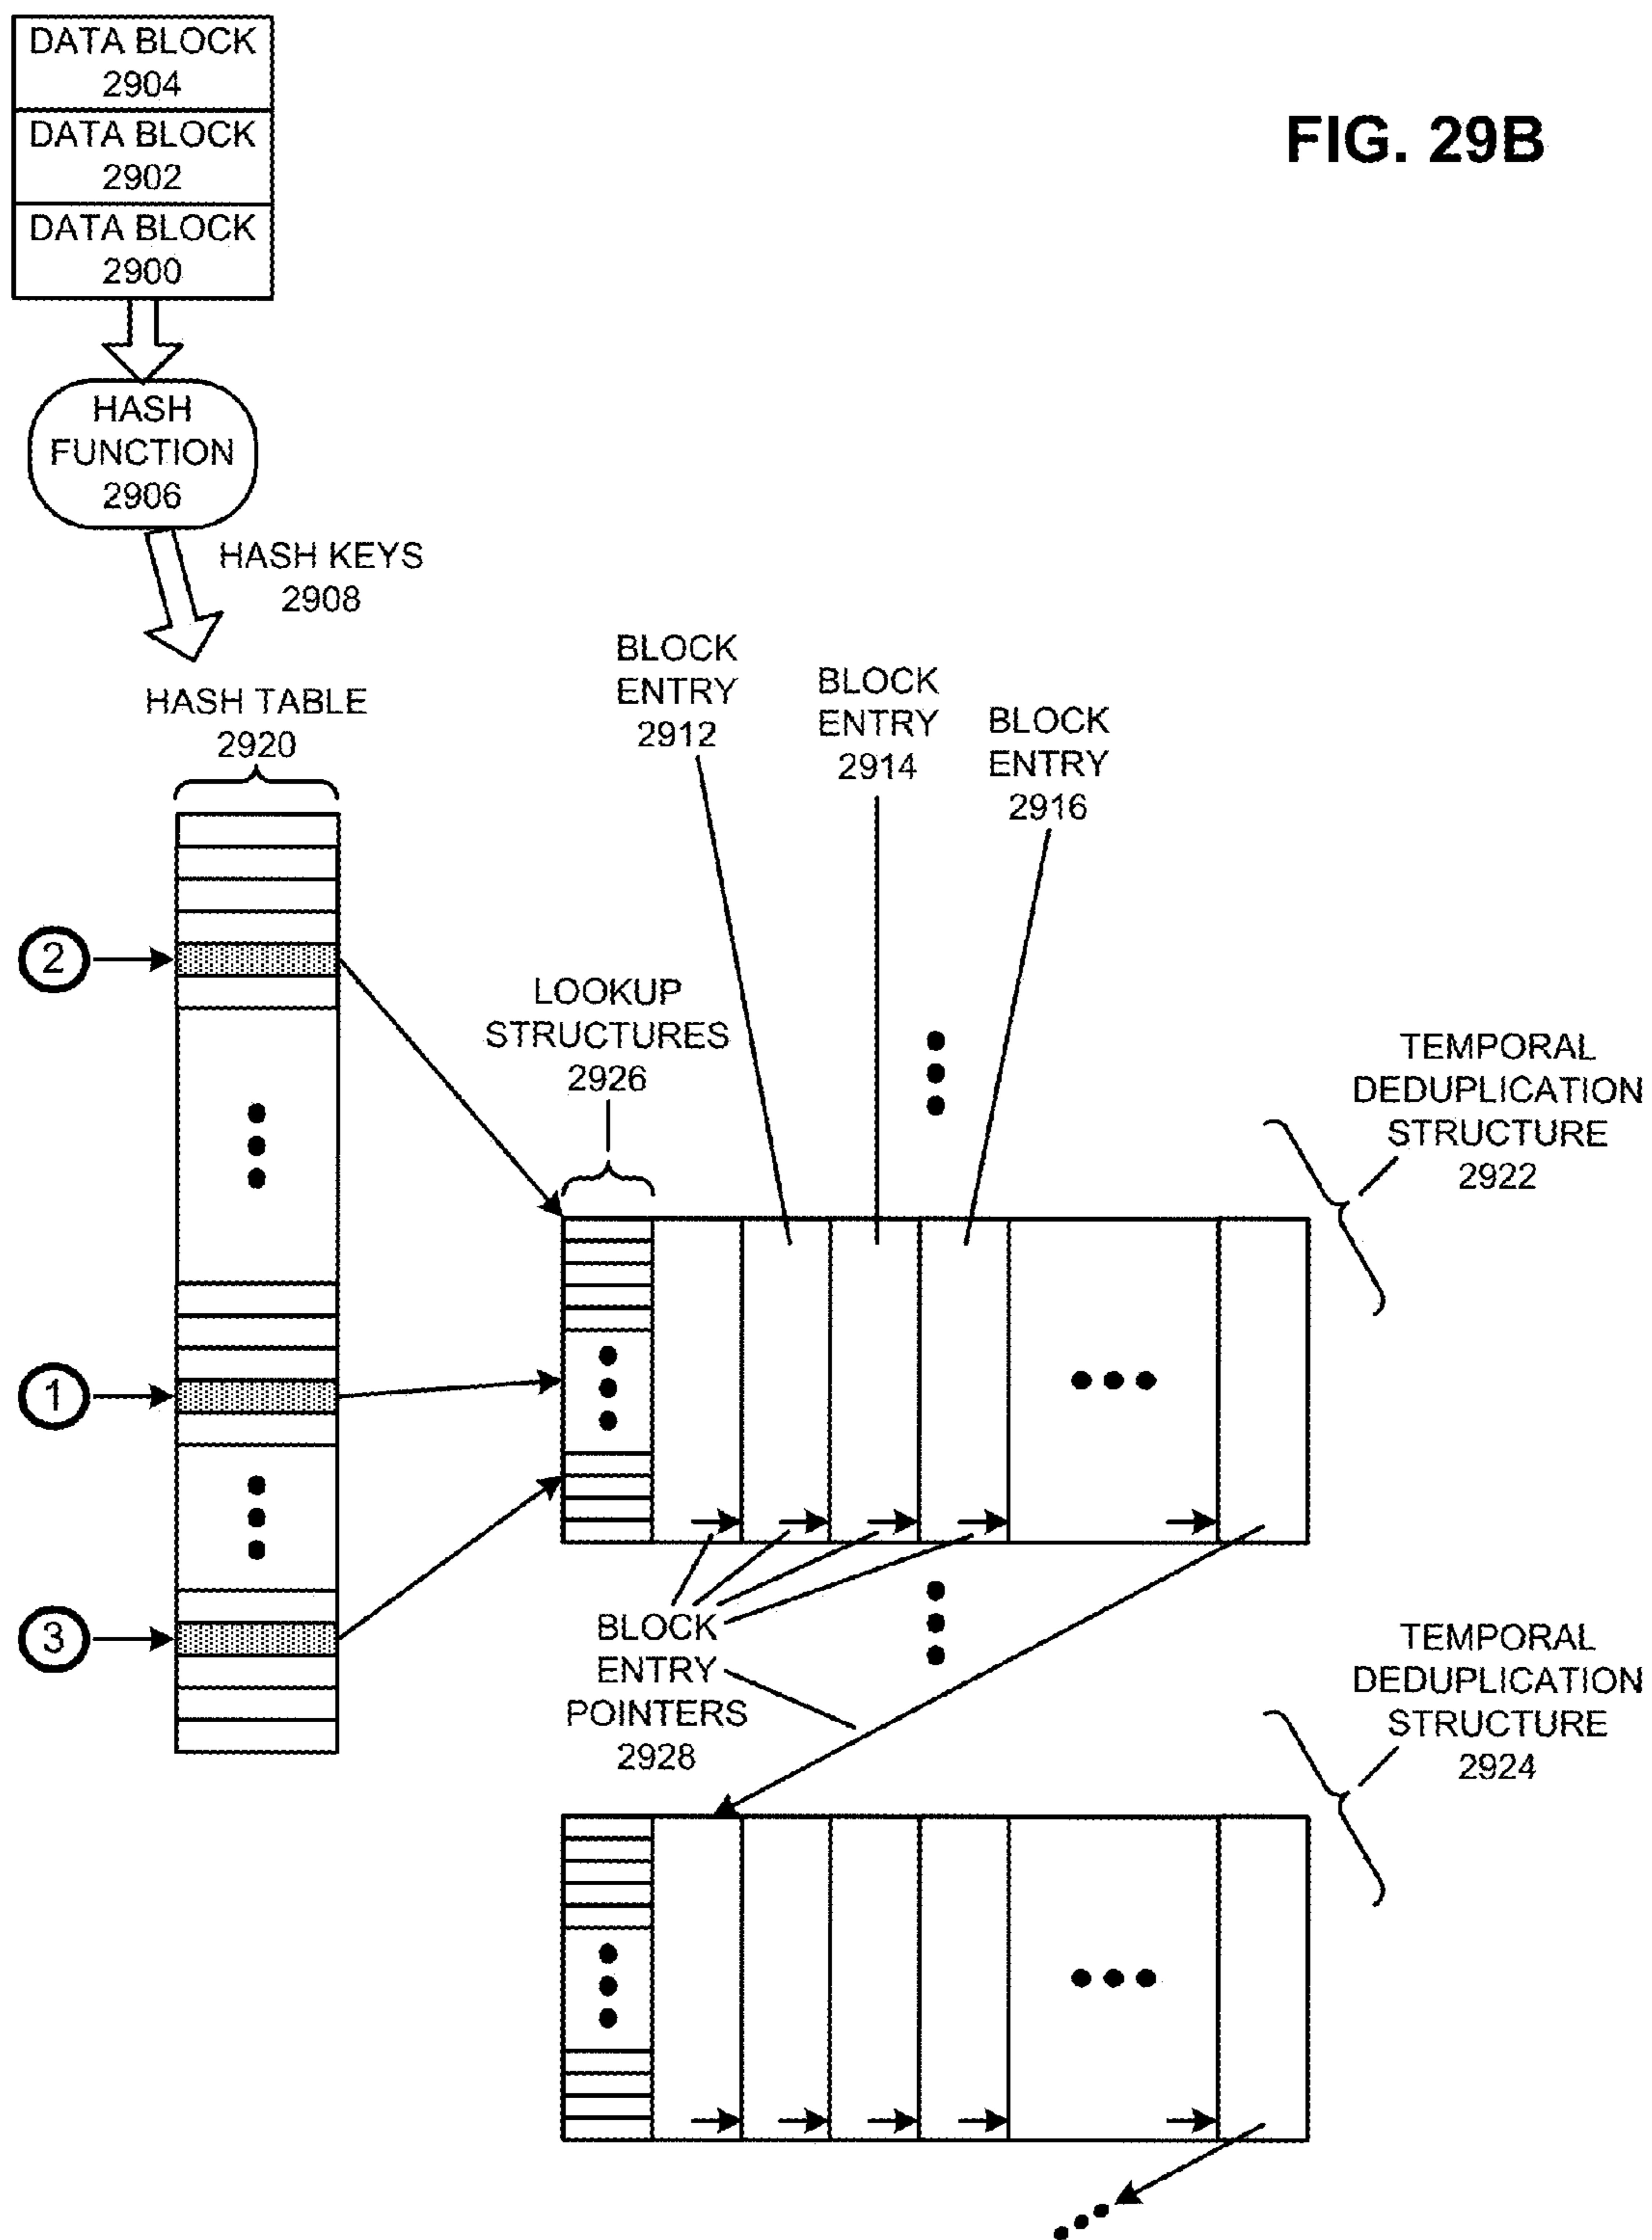 DATA BLOCK
2904
DATA BLOCK
2902
DATA BLOCK
2900
FIG. 29B
HASH
FUNCTION
2906
HASH KEYS
2908
HASH TABLE
2920
BLOCK
ENTRY
2912
BLOCK
ENTRY
2914
BLOCK
ENTRY
2916
2
LOOKUP
STRUCTURES
2926
TEMPORAL
DEDUPLICATION
STRUCTURE
2922
1
3
BLOCK
ENTRY
POINTERS
2928
TEMPORAL
DEDUPLICATION
STRUCTURE
2924